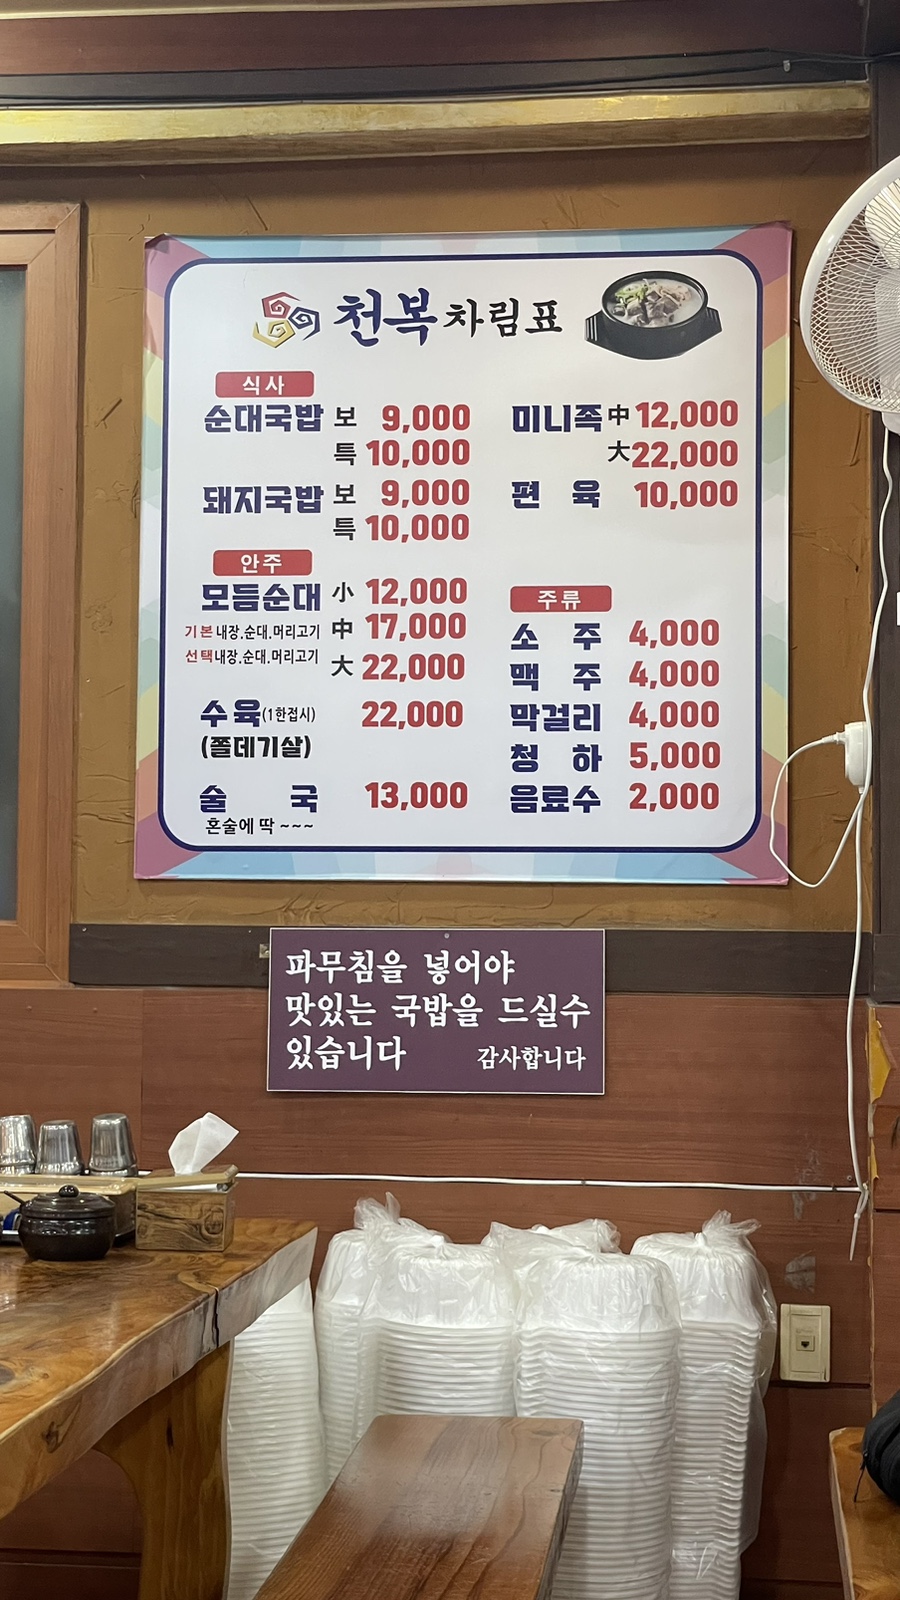 천복 차림표
식사
순대국밥 보 9,000
특 10,000
돼지국밥 보 9,000
특 10,000
안주
모듬순대 小 12,000
기본 내장.순대.머리고기 中 17,000
선택 내장.순대.머리고기 大 22,000
수육(1한접시) 22,000
(쫄데기살)
술국 13,000
혼술에 딱 ~~~
미니족 中 12,000
大 22,000
편육 10,000
주류
소주 4,000
맥주 4,000
막걸리 4,000
청하 5,000
음료수 2,000
파무침을 넣어야
맛있는 국밥을 드실수
있습니다 감사합니다